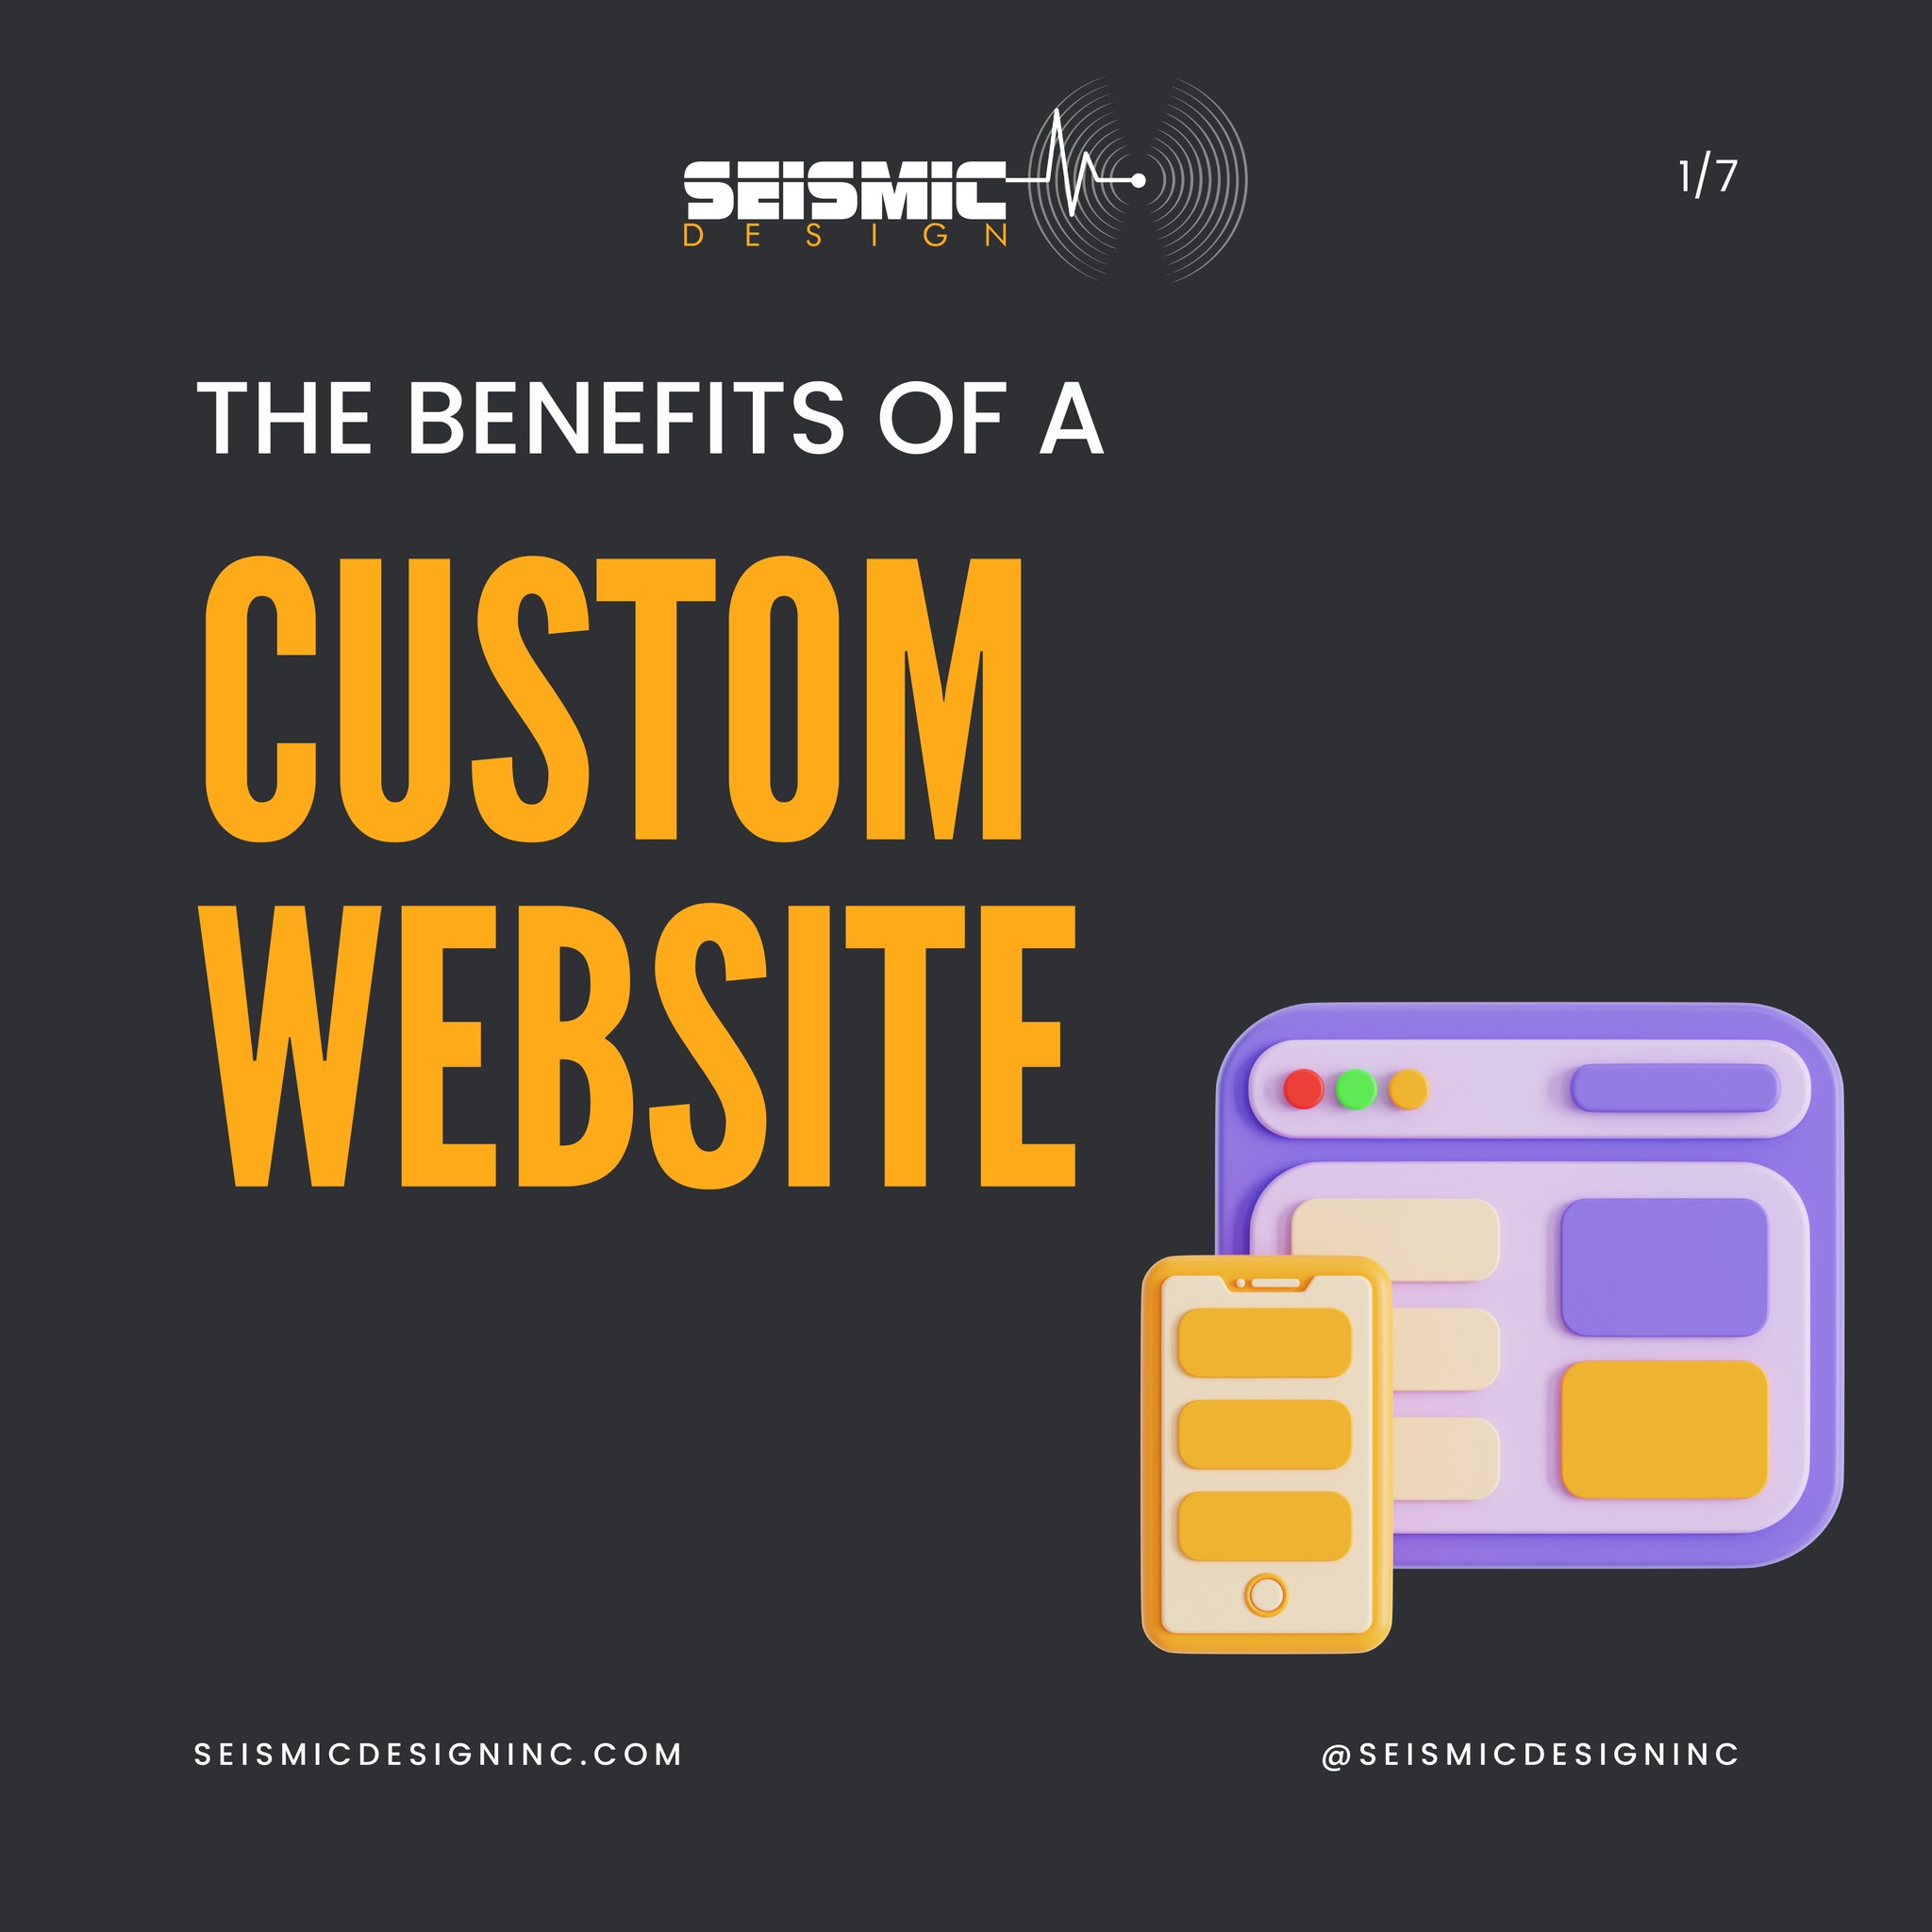 SEISMIC
DESIGN
1/7
THE BENEFITS OF A
CUSTOM
WEBSITE
SEISMICDESIGNINC.COM
@SEISMICDESIGNINC